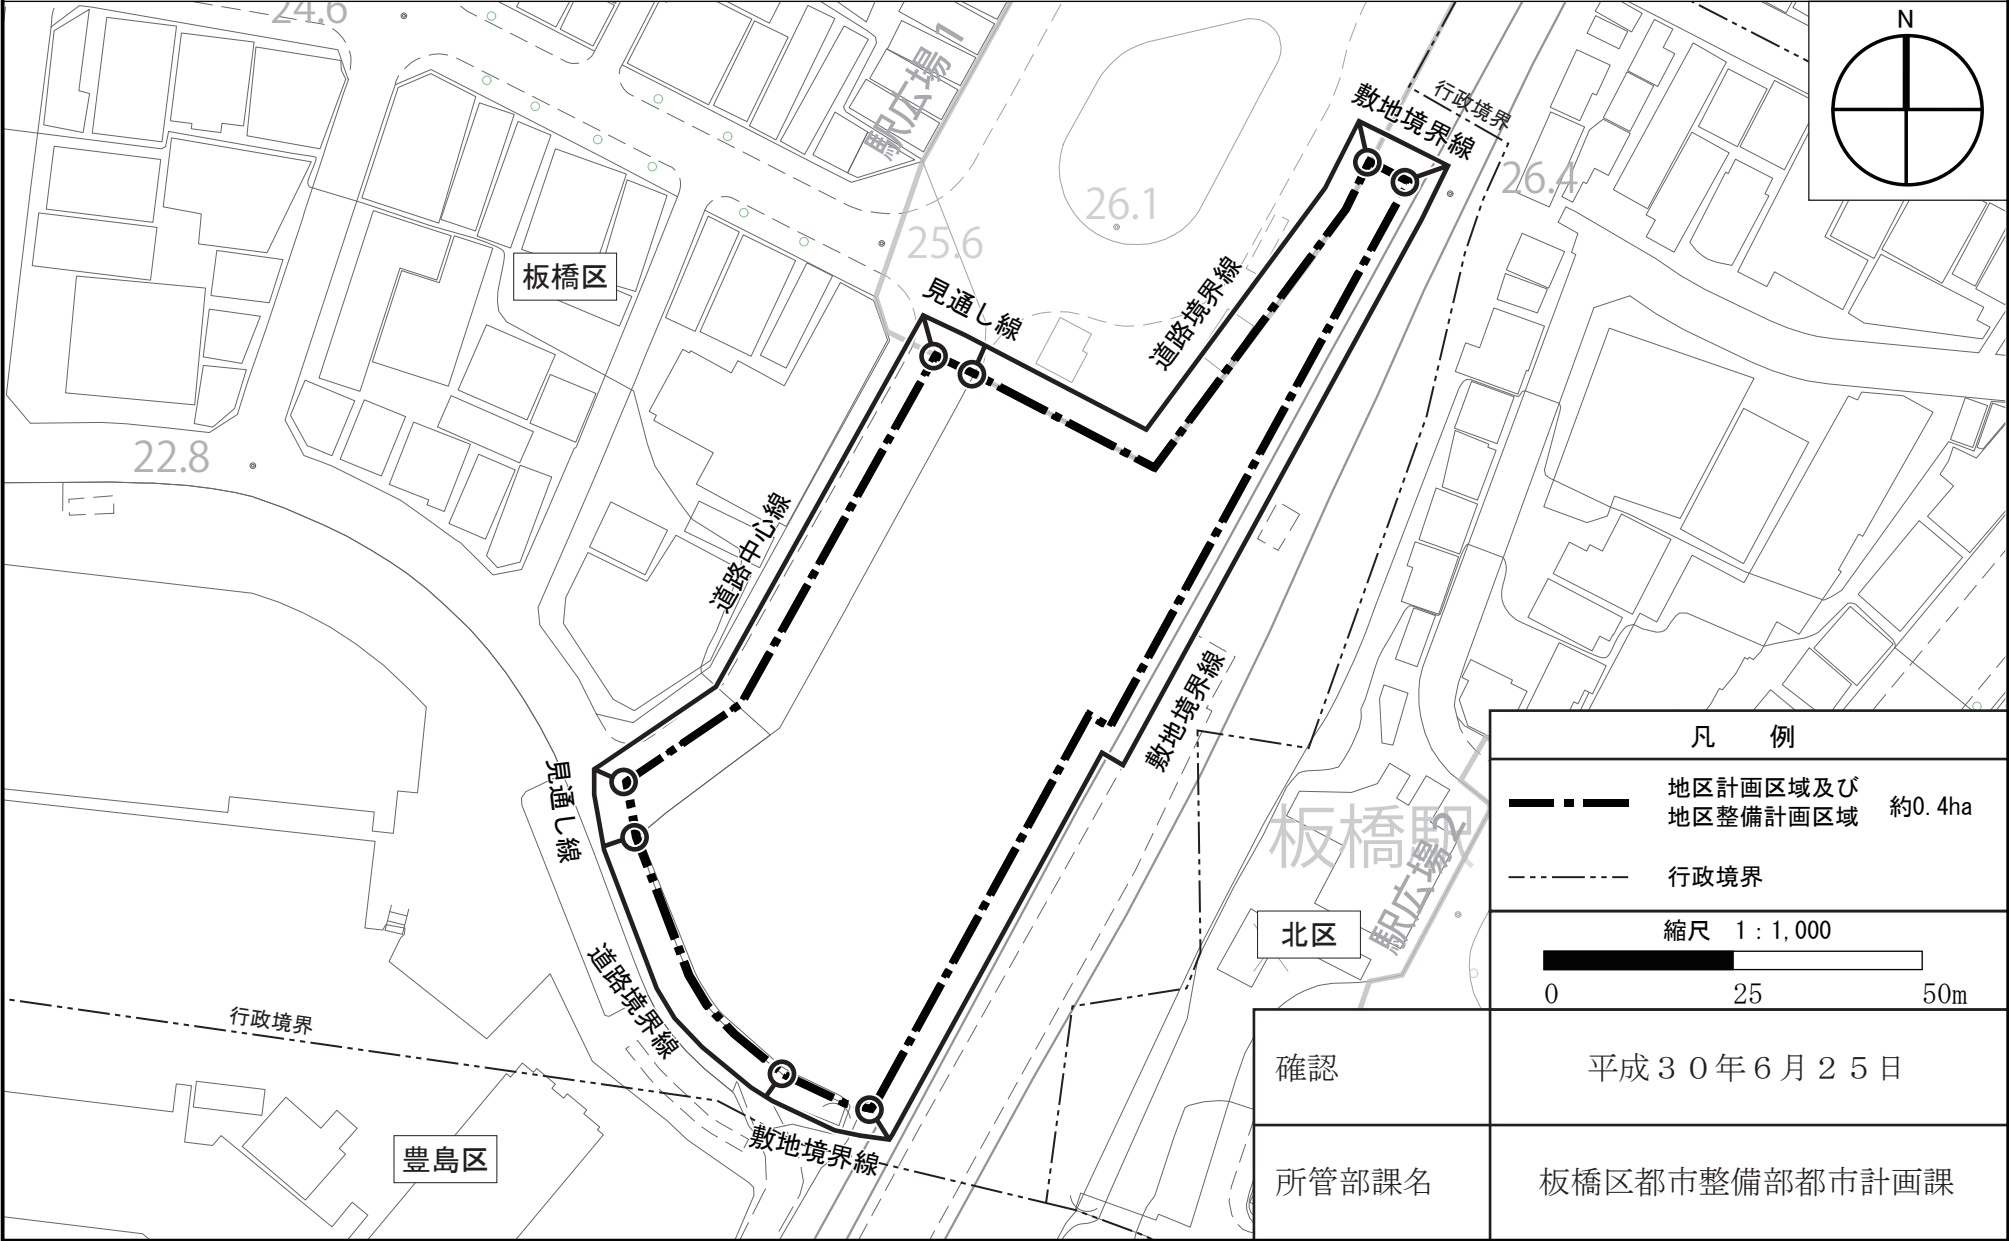 24.6
駅広場1
N
敷地境界線
行政境界
26.4
26.1
25.6
板橋区
見通し線
道路境界線
22.8
道路中心線
敷地境界線
見通し線
板橋駅
駅広場2
北区
道路境界線
行政境界
敷地境界線
豊島区
凡　例
地区計画区域及び
地区整備計画区域　約0.4ha
行政境界
縮尺　1：1,000
0　25　50m
確認　平成３０年６月２５日
所管部課名　板橋区都市整備部都市計画課